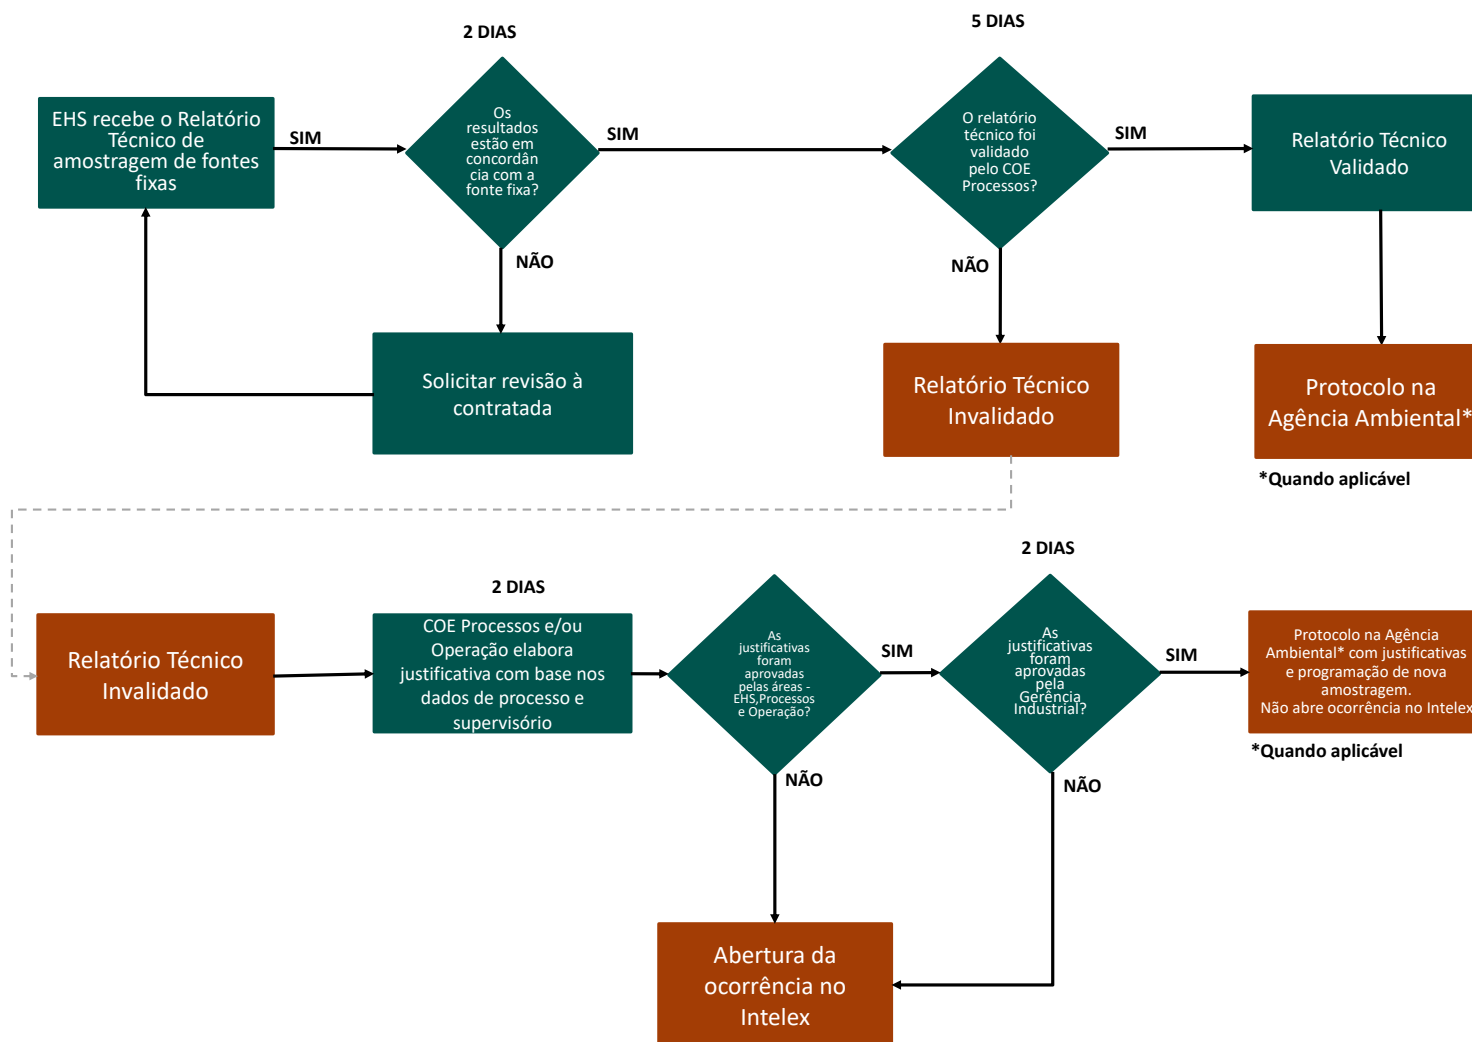 2 DIAS
5 DIAS
EHS recebe o Relatório
Técnico de
amostragem de fontes
fixas
SIM
Os
resultados
estão em
concordân
cia com a
fonte fixa?
SIM
O relatório
técnico foi
validado
pelo COE
Processos?
SIM
Relatório Técnico
Validado
NÃO
NÃO
Solicitar revisão à
contratada
Relatório Técnico
Invalidado
Protocolo na
Agência Ambiental*
*Quando aplicável
2 DIAS
2 DIAS
Relatório Técnico
Invalidado
COE Processos e/ou
Operação elabora
justificativa com base nos
dados de processo e
supervisório
As
justificativas
foram
aprovadas
pelas áreas -
EHS,Processos
e Operação?
SIM
As
justificativas
foram
aprovadas
pela
Gerência
Industrial?
SIM
Protocolo na Agência
Ambiental* com justificativas
e programação de nova
amostragem.
Não abre ocorrência no Intelex
*Quando aplicável
NÃO
NÃO
Abertura da
ocorrência no
Intelex